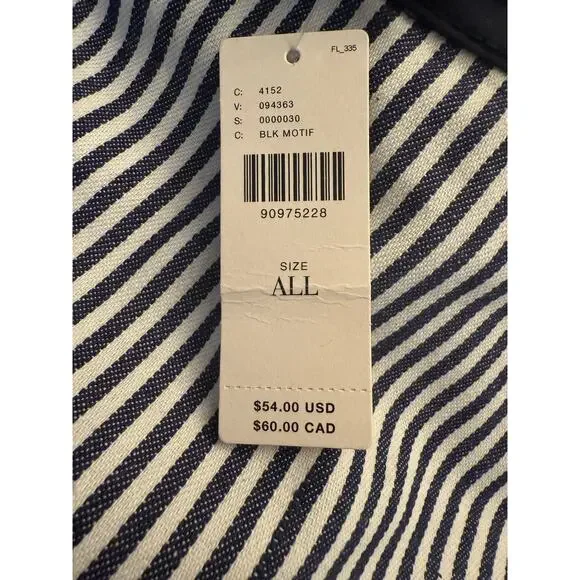 FL_335
C: 4152
V: 094363
S: 0000030
C: BLK MOTIF
90975228
SIZE
ALL
$54.00 USD
$60.00 CAD